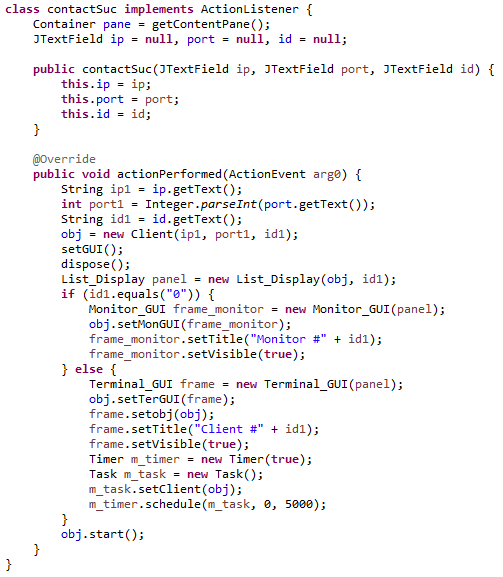 class contactSuc implements ActionListener {
    Container pane = getContentPane();
    JTextField ip = null, port = null, id = null;

    public contactSuc(JTextField ip, JTextField port, JTextField id) {
        this.ip = ip;
        this.port = port;
        this.id = id;
    }

    @Override
    public void actionPerformed(ActionEvent arg0) {
        String ip1 = ip.getText();
        int port1 = Integer.parseInt(port.getText());
        String id1 = id.getText();
        obj = new Client(ip1, port1, id1);
        setGUI();
        dispose();
        List_Display panel = new List_Display(obj, id1);
        if (id1.equals("0")) {
            Monitor_GUI frame_monitor = new Monitor_GUI(panel);
            obj.setMonGUI(frame_monitor);
            frame_monitor.setTitle("Monitor #" + id1);
            frame_monitor.setVisible(true);
        } else {
            Terminal_GUI frame = new Terminal_GUI(panel);
            obj.setTerGUI(frame);
            frame.setobj(obj);
            frame.setTitle("Client #" + id1);
            frame.setVisible(true);
            Timer m_timer = new Timer(true);
            Task m_task = new Task();
            m_task.setClient(obj);
            m_timer.schedule(m_task, 0, 5000);
        }
        obj.start();
    }
}